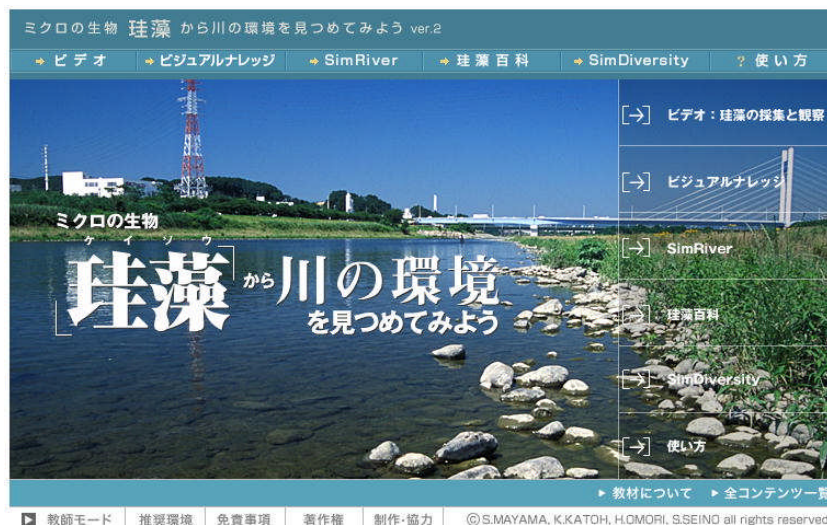 ミクロの生物 珪藻 から川の環境を見つめてみよう ver.2
ビデオ ビジュアルナレッジ SimRiver 珪藻百科 SimDiversity ? 使い方
ビデオ：珪藻の採集と観察
ビジュアルナレッジ
SimRiver
珪藻百科
SimDiversity
使い方
ミクロの生物
ケイソウ
「珪藻」から川の環境
を見つめてみよう
教材について 全コンテンツ一覧
教師モード 推奨環境 免責事項 著作権 制作・協力 ©S.MAYAMA, K.KATOH, H.OMORI, S.SEINO all rights reserved